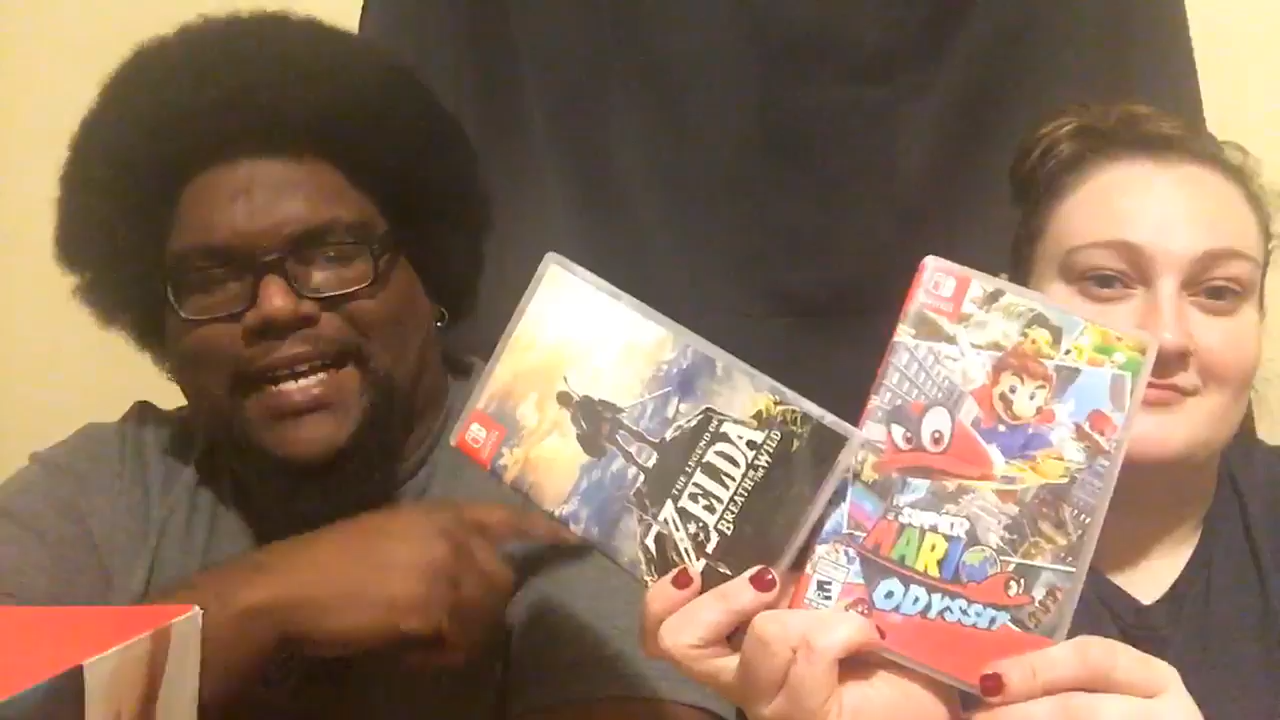 THE LEGEND OF
ZELDA
BREATH OF THE WILD
SUPER
MARIO
ODYSSEY